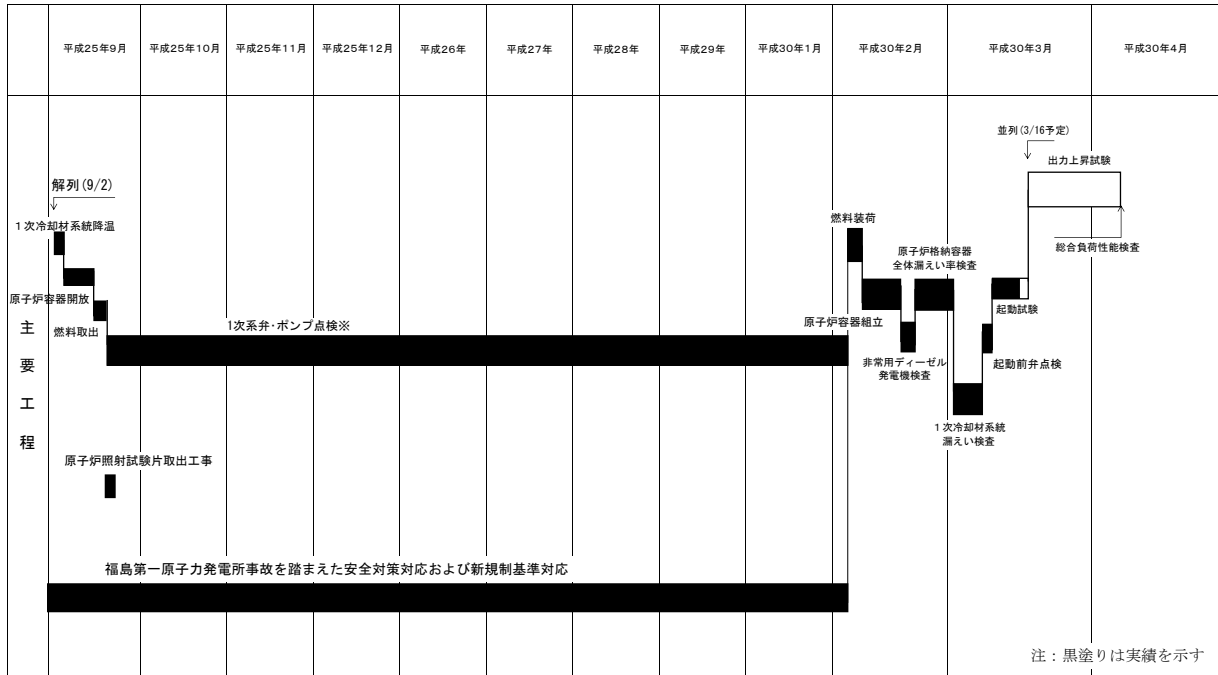 平成25年9月
平成25年10月
平成25年11月
平成25年12月
平成26年
平成27年
平成28年
平成29年
平成30年1月
平成30年2月
平成30年3月
平成30年4月
主要工程
並列(3/16予定)
出力上昇試験
解列(9/2)
1次冷却材系統降温
燃料装荷
総合負荷性能検査
原子炉格納容器
全体漏えい率検査
原子炉容器開放
起動試験
燃料取出
1次系弁・ポンプ点検※
原子炉容器組立
非常用ディーゼル
発電機検査
起動前弁点検
1次冷却材系統
漏えい検査
原子炉照射試験片取出工事
福島第一原子力発電所事故を踏まえた安全対策対応および新規制基準対応
注：黒塗りは実績を示す